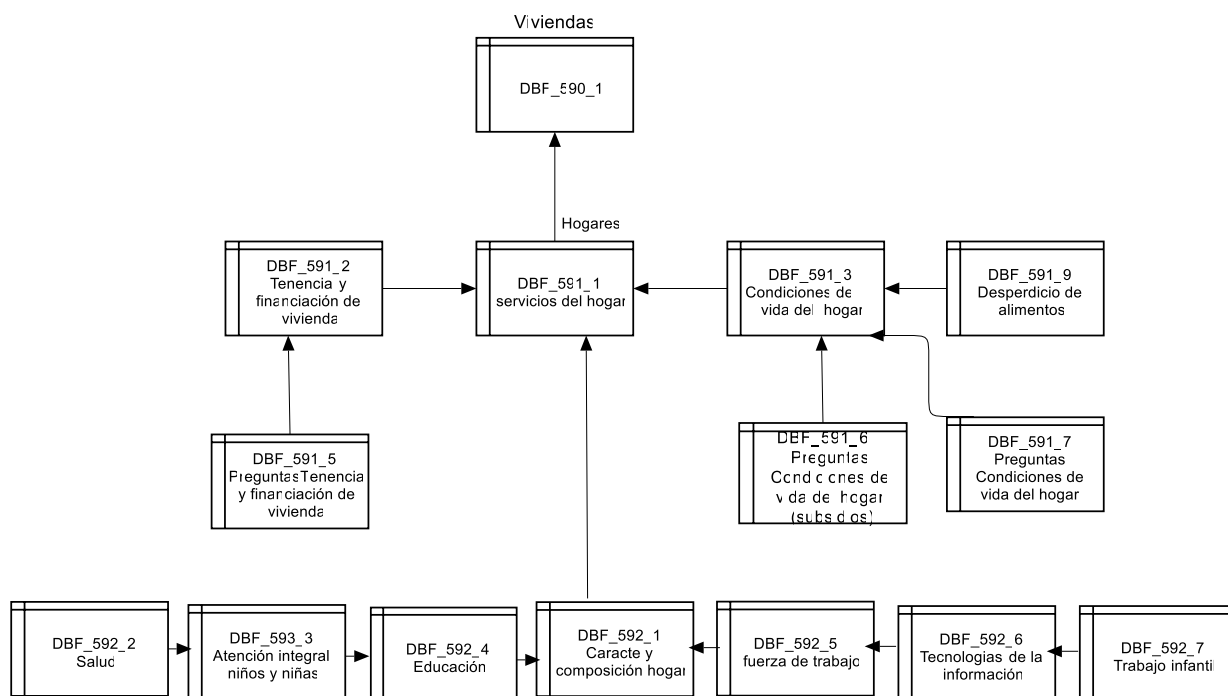 Viviendas
DBF_590_1
Hogares
DBF_591_2
Tenencia y
financiación de
vivienda
DBF_591_1
servicios del hogar
DBF_591_3
Condiciones de
vida del hogar
DBF_591_9
Desperdicio de
alimentos
DBF_591_5
PreguntasTenencia
y financiación de
vivienda
DBF_591_6
Preguntas
Condiciones de
vida del hogar
(subsidios)
DBF_591_7
Preguntas
Condiciones de
vida del hogar
DBF_592_2
Salud
DBF_593_3
Atención integral
niños y niñas
DBF_592_4
Educación
DBF_592_1
Caracte y
composición hogar
DBF_592_5
fuerza de trabajo
DBF_592_6
Tecnologias de la
información
DBF_592_7
Trabajo infantil